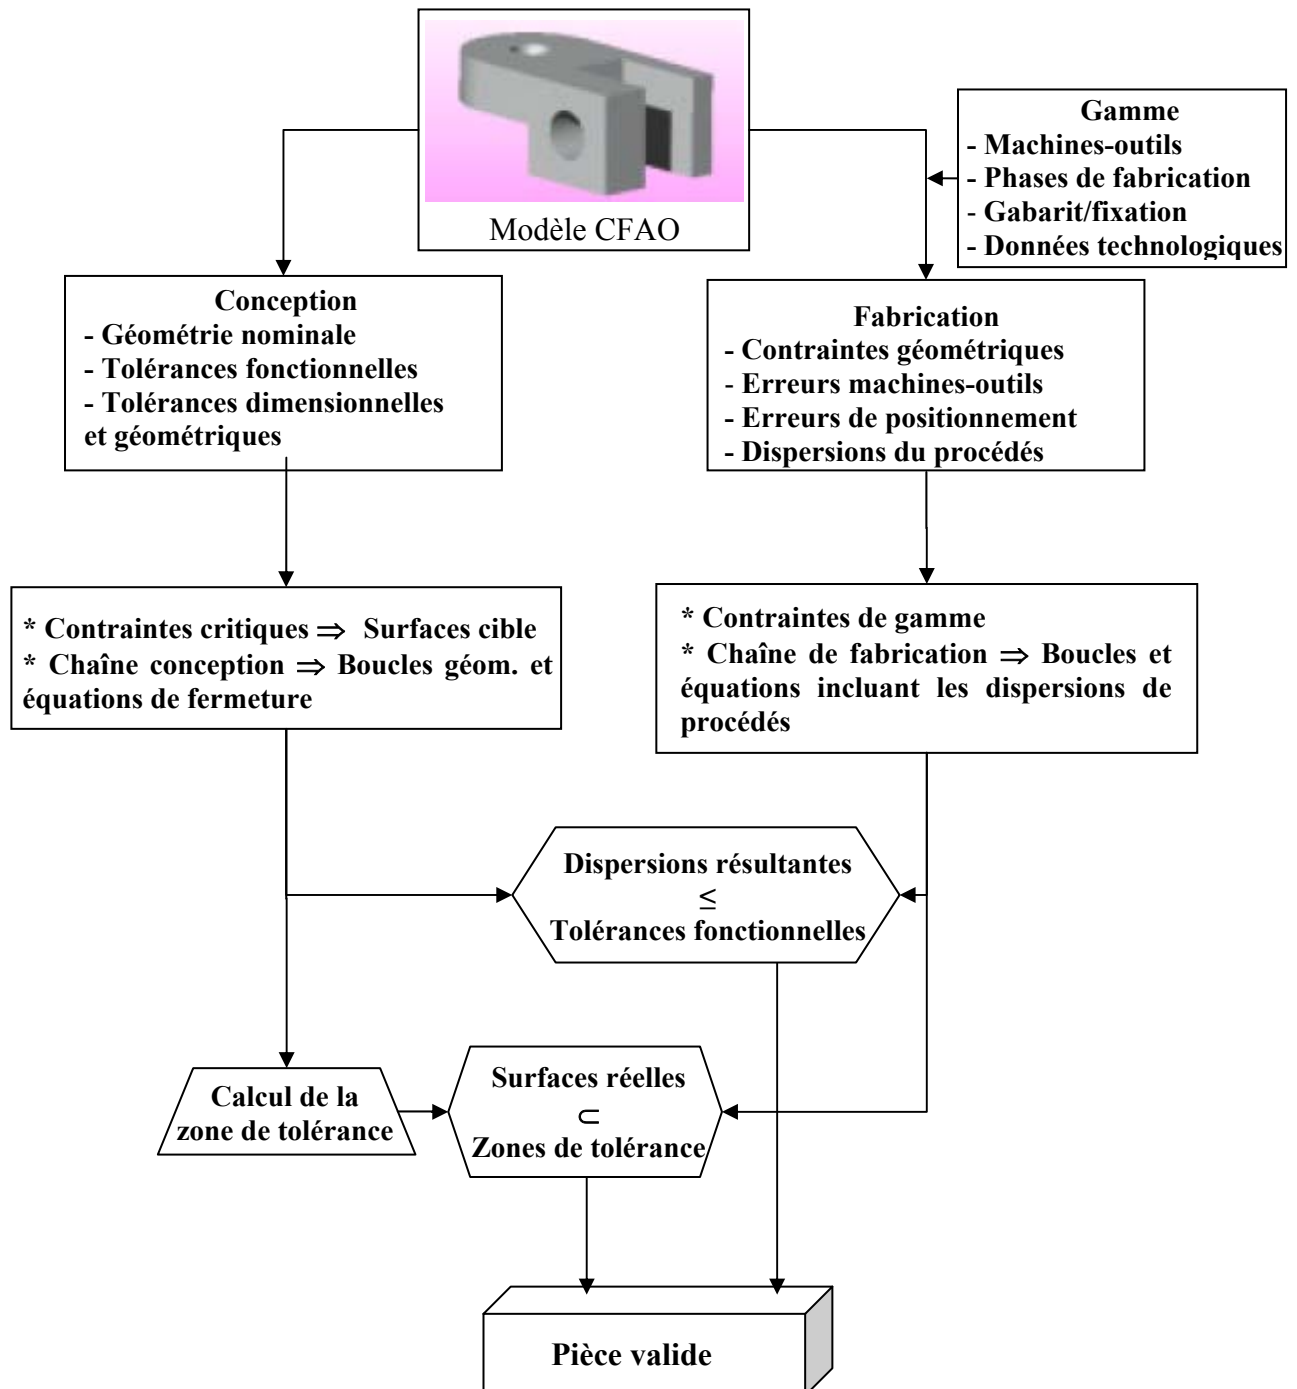 Modèle CFAO
Gamme
- Machines-outils
- Phases de fabrication
- Gabarit/fixation
- Données technologiques
Conception
- Géométrie nominale
- Tolérances fonctionnelles
- Tolérances dimensionnelles
et géométriques
Fabrication
- Contraintes géométriques
- Erreurs machines-outils
- Erreurs de positionnement
- Dispersions du procédés
* Contraintes critiques ⇒ Surfaces cible
* Chaîne conception ⇒ Boucles géom. et
équations de fermeture
* Contraintes de gamme
* Chaîne de fabrication ⇒ Boucles et
équations incluant les dispersions de
procédés
Dispersions résultantes
≤
Tolérances fonctionnelles
Calcul de la
zone de tolérance
Surfaces réelles
⊂
Zones de tolérance
Pièce valide